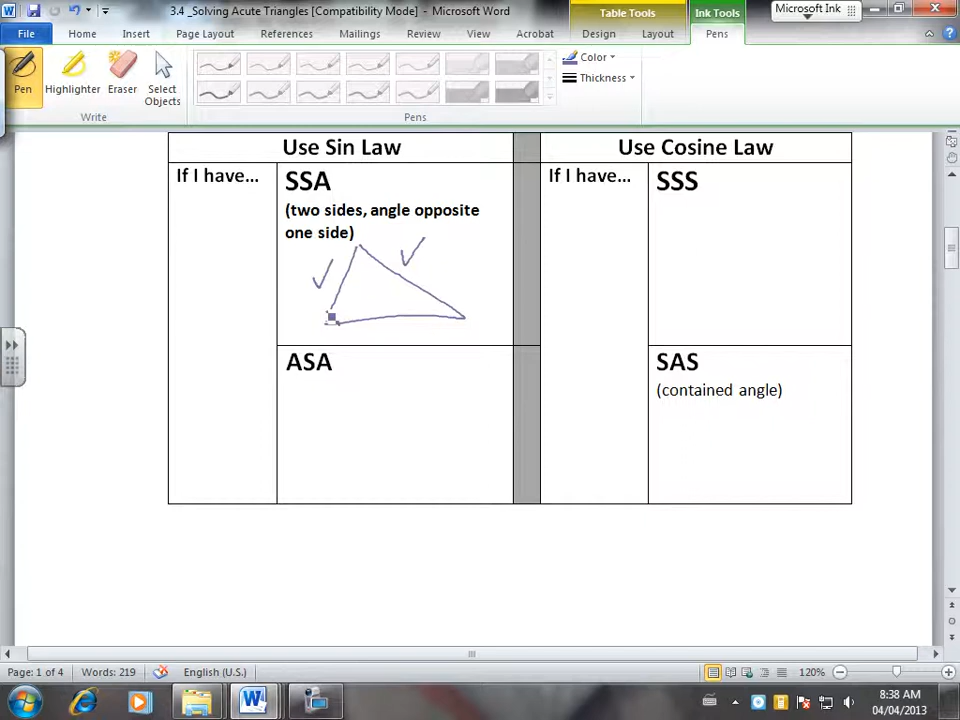 3.4 _Solving Acute Triangles [Compatibility Mode] - Microsoft Word
Table Tools
Ink Tools
Microsoft Ink
File Home Insert Page Layout References Mailings Review View Acrobat Design Layout Pens
Pen Highlighter Eraser Select Objects
Color
Thickness
Write
Pens
Use Sin Law
Use Cosine Law
If I have...
SSA
(two sides, angle opposite
one side)
If I have...
SSS
ASA
SAS
(contained angle)
Page: 1 of 4 Words: 219 English (U.S.) 120%
8:38 AM
04/04/2013